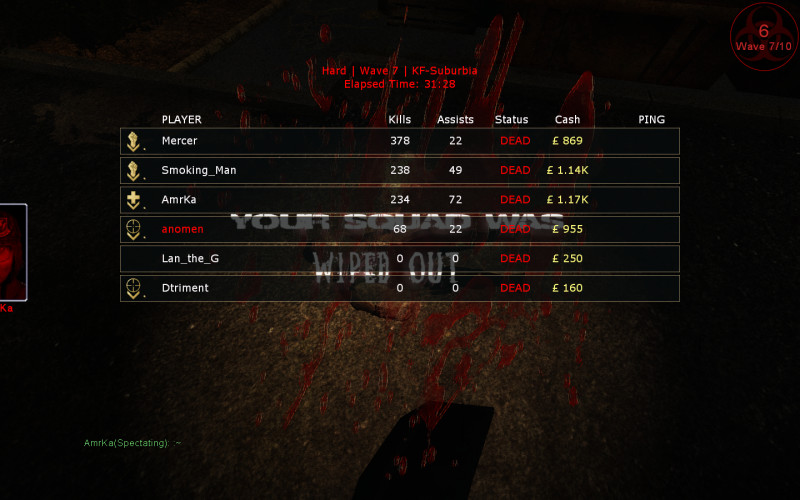 6
Wave 7/10
Hard | Wave 7 | KF-Suburbia
Elapsed Time: 31:28
PLAYER Kills Assists Status Cash PING
Mercer 378 22 DEAD £ 869
Smoking_Man 238 49 DEAD £ 1.14K
AmrKa 234 72 DEAD £ 1.17K
YOUR SQUAD WAS
anomen 68 22 DEAD £ 955
Lan_the_G 0 0 DEAD £ 250
WIPED OUT
Dtriment 0 0 DEAD £ 160
Ka
AmrKa(Spectating): :~